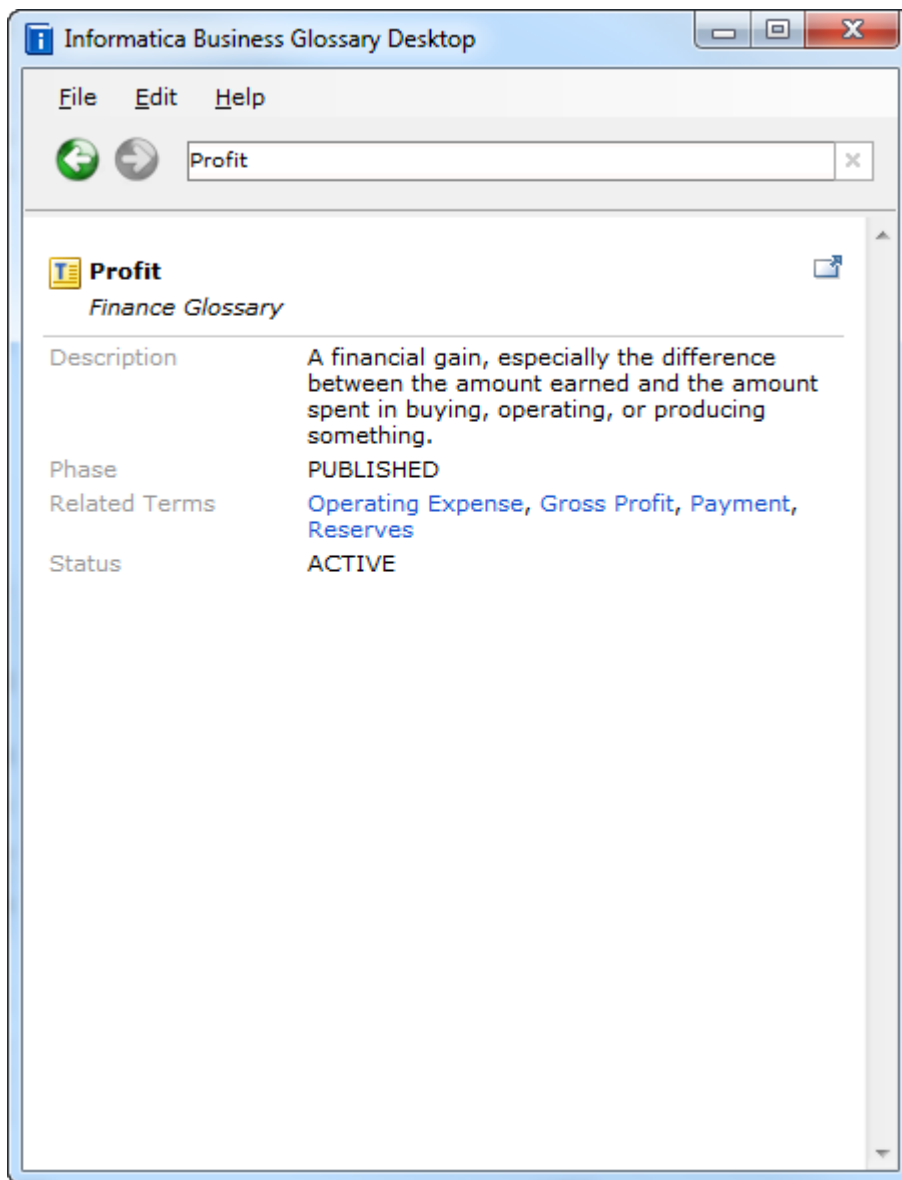 Informatica Business Glossary Desktop
File Edit Help
Profit
Profit
Finance Glossary
Description A financial gain, especially the difference
between the amount earned and the amount
spent in buying, operating, or producing
something.
Phase PUBLISHED
Related Terms Operating Expense, Gross Profit, Payment,
Reserves
Status ACTIVE